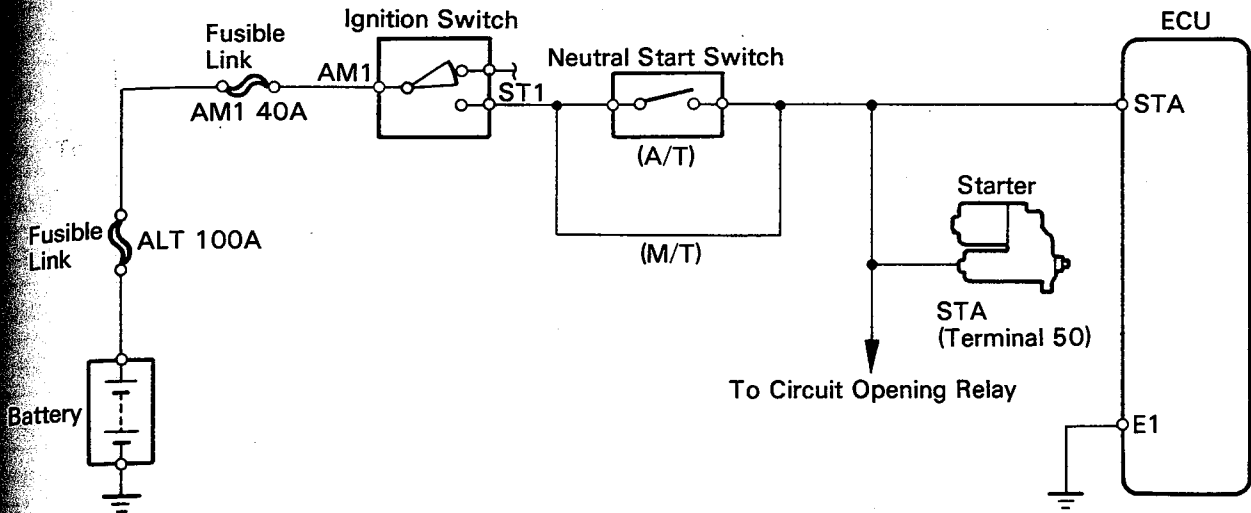 Ignition Switch
ECU
Fusible
Link
AM1
Neutral Start Switch
AM1 40A
ST1
STA
(A/T)
Starter
Fusible
Link
ALT 100A
(M/T)
STA
(Terminal 50)
To Circuit Opening Relay
Battery
E1